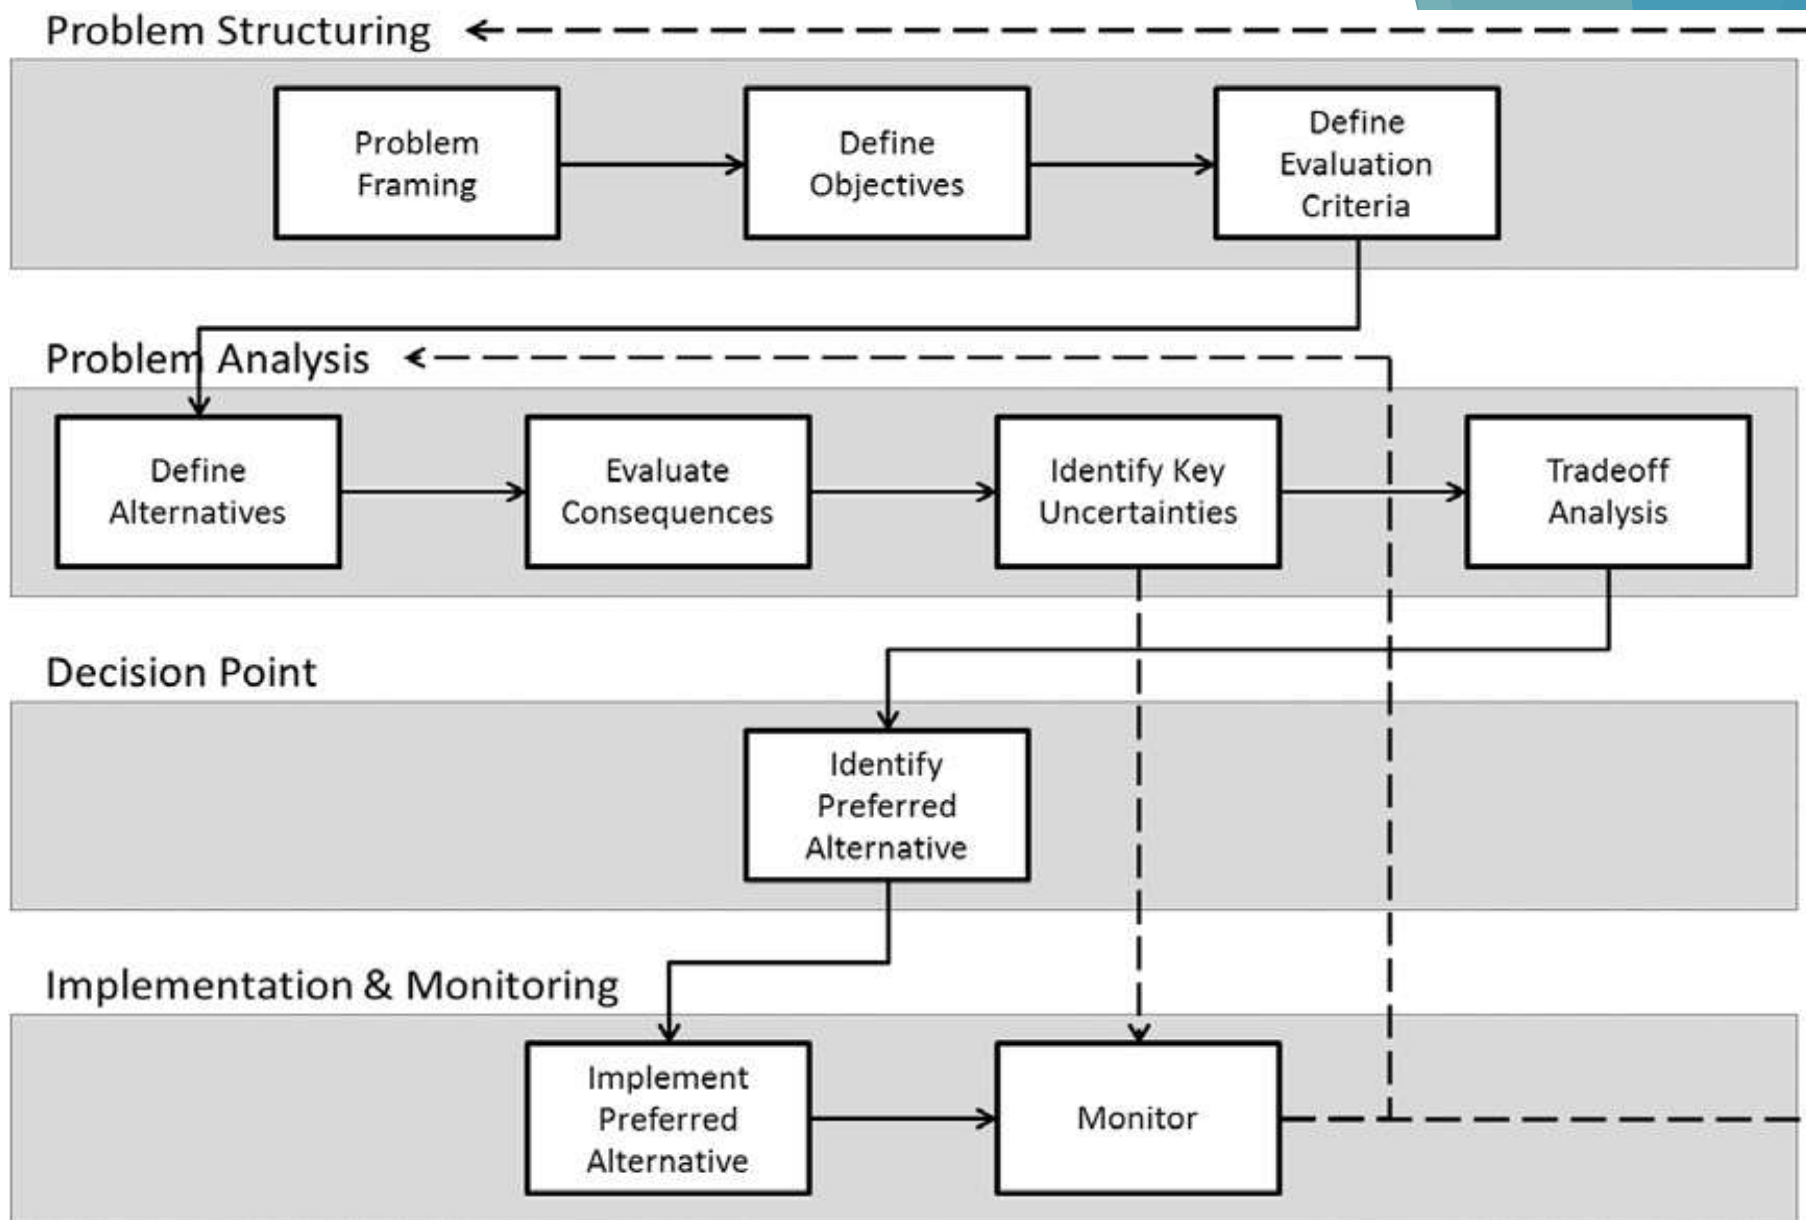 Problem Structuring
Problem
Framing
Define
Objectives
Define
Evaluation
Criteria
Problem Analysis
Define
Alternatives
Evaluate
Consequences
Identify Key
Uncertainties
Tradeoff
Analysis
Decision Point
Identify
Preferred
Alternative
Implementation & Monitoring
Implement
Preferred
Alternative
Monitor